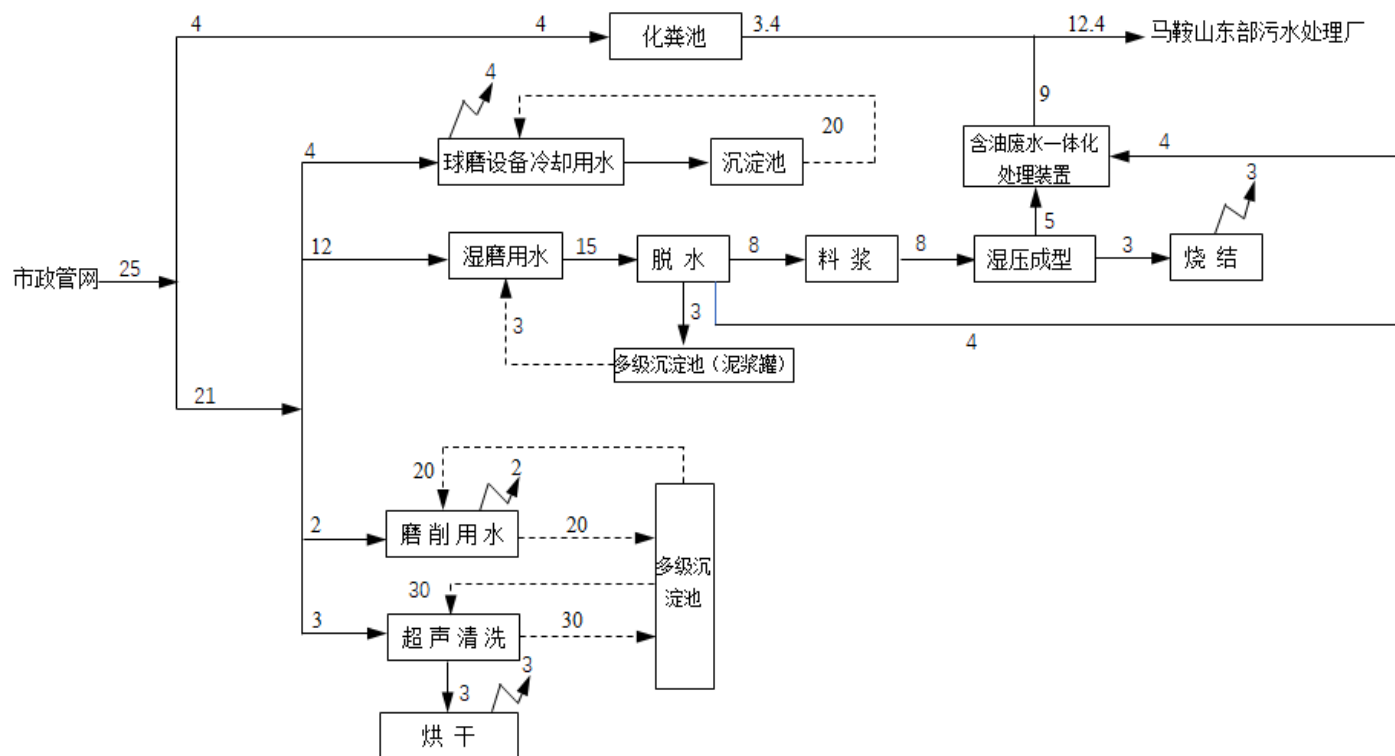 4
4
化粪池
3.4
12.4
马鞍山东部污水处理厂
4
9
20
4
球磨设备冷却用水
沉淀池
含油废水一体化
处理装置
4
3
5
12
湿磨用水
15
脱 水
8
料 浆
8
湿压成型
3
烧 结
市政管网
25
3
3
4
多级沉淀池（泥浆罐）
21
20
2
2
磨 削 用 水
20
多级沉
淀池
30
3
超 声 清 洗
30
3
3
烘 干